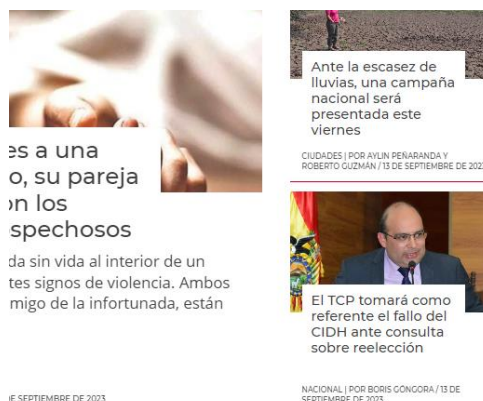 es a una
o, su pareja
on los
spechosos
da sin vida al interior de un
tes signos de violencia. Ambos
migo de la infortunada, están
DE SEPTIEMBRE DE 2023
Ante la escasez de
lluvias, una campaña
nacional será
presentada este
viernes
CIUDADES | POR AYLIN PEÑARANDA Y
ROBERTO GUZMÁN / 13 DE SEPTIEMBRE DE 2023
El TCP tomará como
referente el fallo del
CIDH ante consulta
sobre reelección
NACIONAL | POR BORIS GÓNGORA / 13 DE
SEPTIEMBRE DE 2023